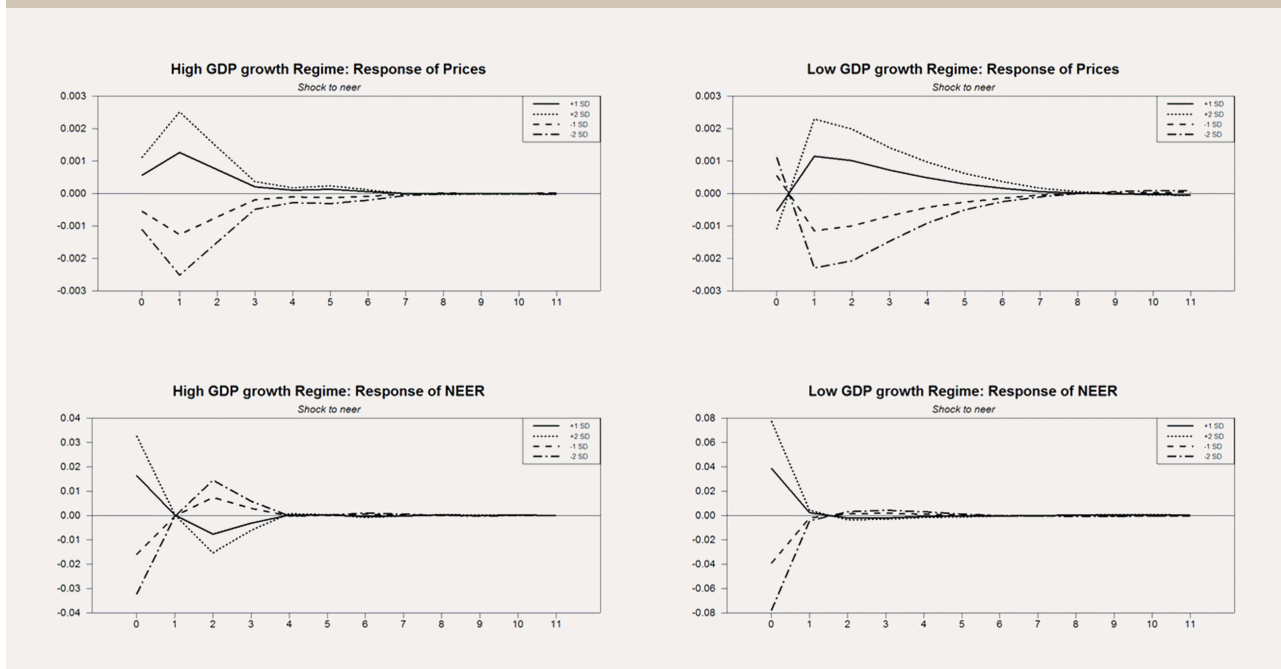 High GDP growth Regime: Response of Prices
Shock to neer
0.003
0.002
0.001
0.000
-0.001
-0.002
-0.003
+1 SD
+2 SD
-1 SD
-2 SD
0 1 2 3 4 5 6 7 8 9 10 11
Low GDP growth Regime: Response of Prices
Shock to neer
0.003
0.002
0.001
0.000
-0.001
-0.002
-0.003
+1 SD
+2 SD
-1 SD
-2 SD
0 1 2 3 4 5 6 7 8 9 10 11
High GDP growth Regime: Response of NEER
Shock to neer
0.04
0.03
0.02
0.01
0.00
-0.01
-0.02
-0.03
-0.04
+1 SD
+2 SD
-1 SD
-2 SD
0 1 2 3 4 5 6 7 8 9 10 11
Low GDP growth Regime: Response of NEER
Shock to neer
0.08
0.06
0.04
0.02
0.00
-0.02
-0.04
-0.06
-0.08
+1 SD
+2 SD
-1 SD
-2 SD
0 1 2 3 4 5 6 7 8 9 10 11